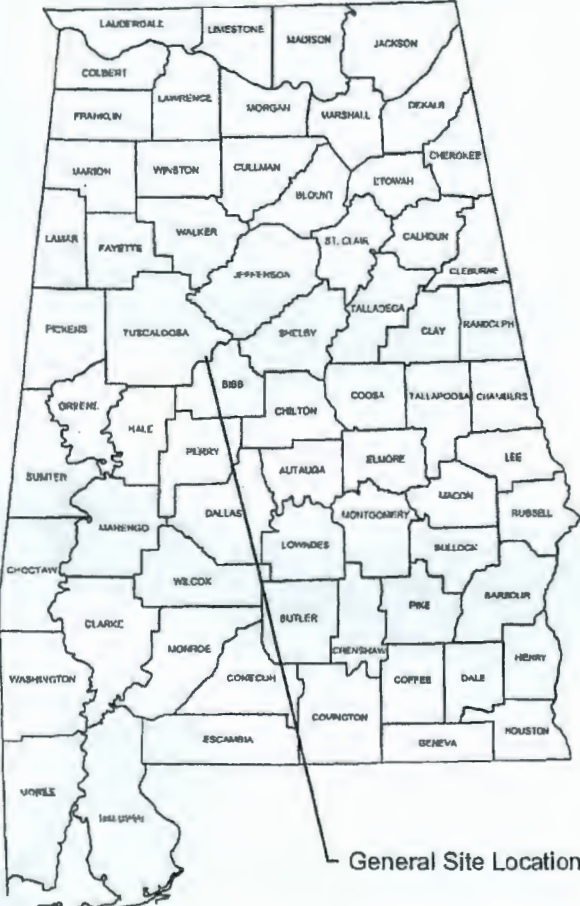 LAUDERDALE
LIMESTONE
MADISON
JACKSON
COLBERT
LAWRENCE
FRANKLIN
MORGAN
MARSHALL
DEKALB
CHEROKEE
MARION
WINSTON
CULLMAN
ETOWAH
BLOUNT
LAMAR
FAYETTE
WALKER
ST. CLAIR
CALHOUN
JEFFERSON
CLEBURNE
TALLADEGA
PICKENS
TUSCALOOSA
SHELBY
CLAY
RANDOLPH
BIBB
GREENE
HALE
CHILTON
COOSA
TALLAPOOSA
CHAMBERS
PERRY
AUTAUGA
ELMORE
LEE
SUMTER
MACON
DALLAS
MONTGOMERY
RUSSELL
MARENGO
LOWNDES
BULLOCK
CHOCTAW
WILCOX
BARBOUR
CLARKE
BUTLER
PIKE
MONROE
CRENSHAW
HENRY
WASHINGTON
CONECUH
COFFEE
DALE
COVINGTON
ESCAMBIA
GENEVA
HOUSTON
MOBILE
General Site Location